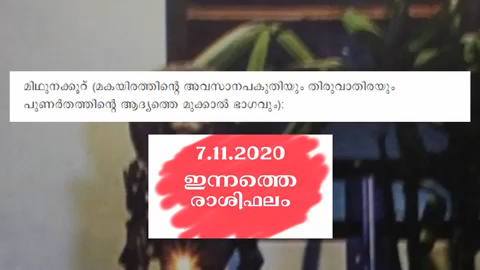 മിഥുനക്കൂറ് (മകയിരത്തിന്റെ അവസാനപകുതിയും തിരുവാതിരയും
പുണർതത്തിന്റെ ആദ്യത്തെ മുക്കാൽ ഭാഗവും):
7.11.2020
ഇന്നത്തെ
രാശിഫലം